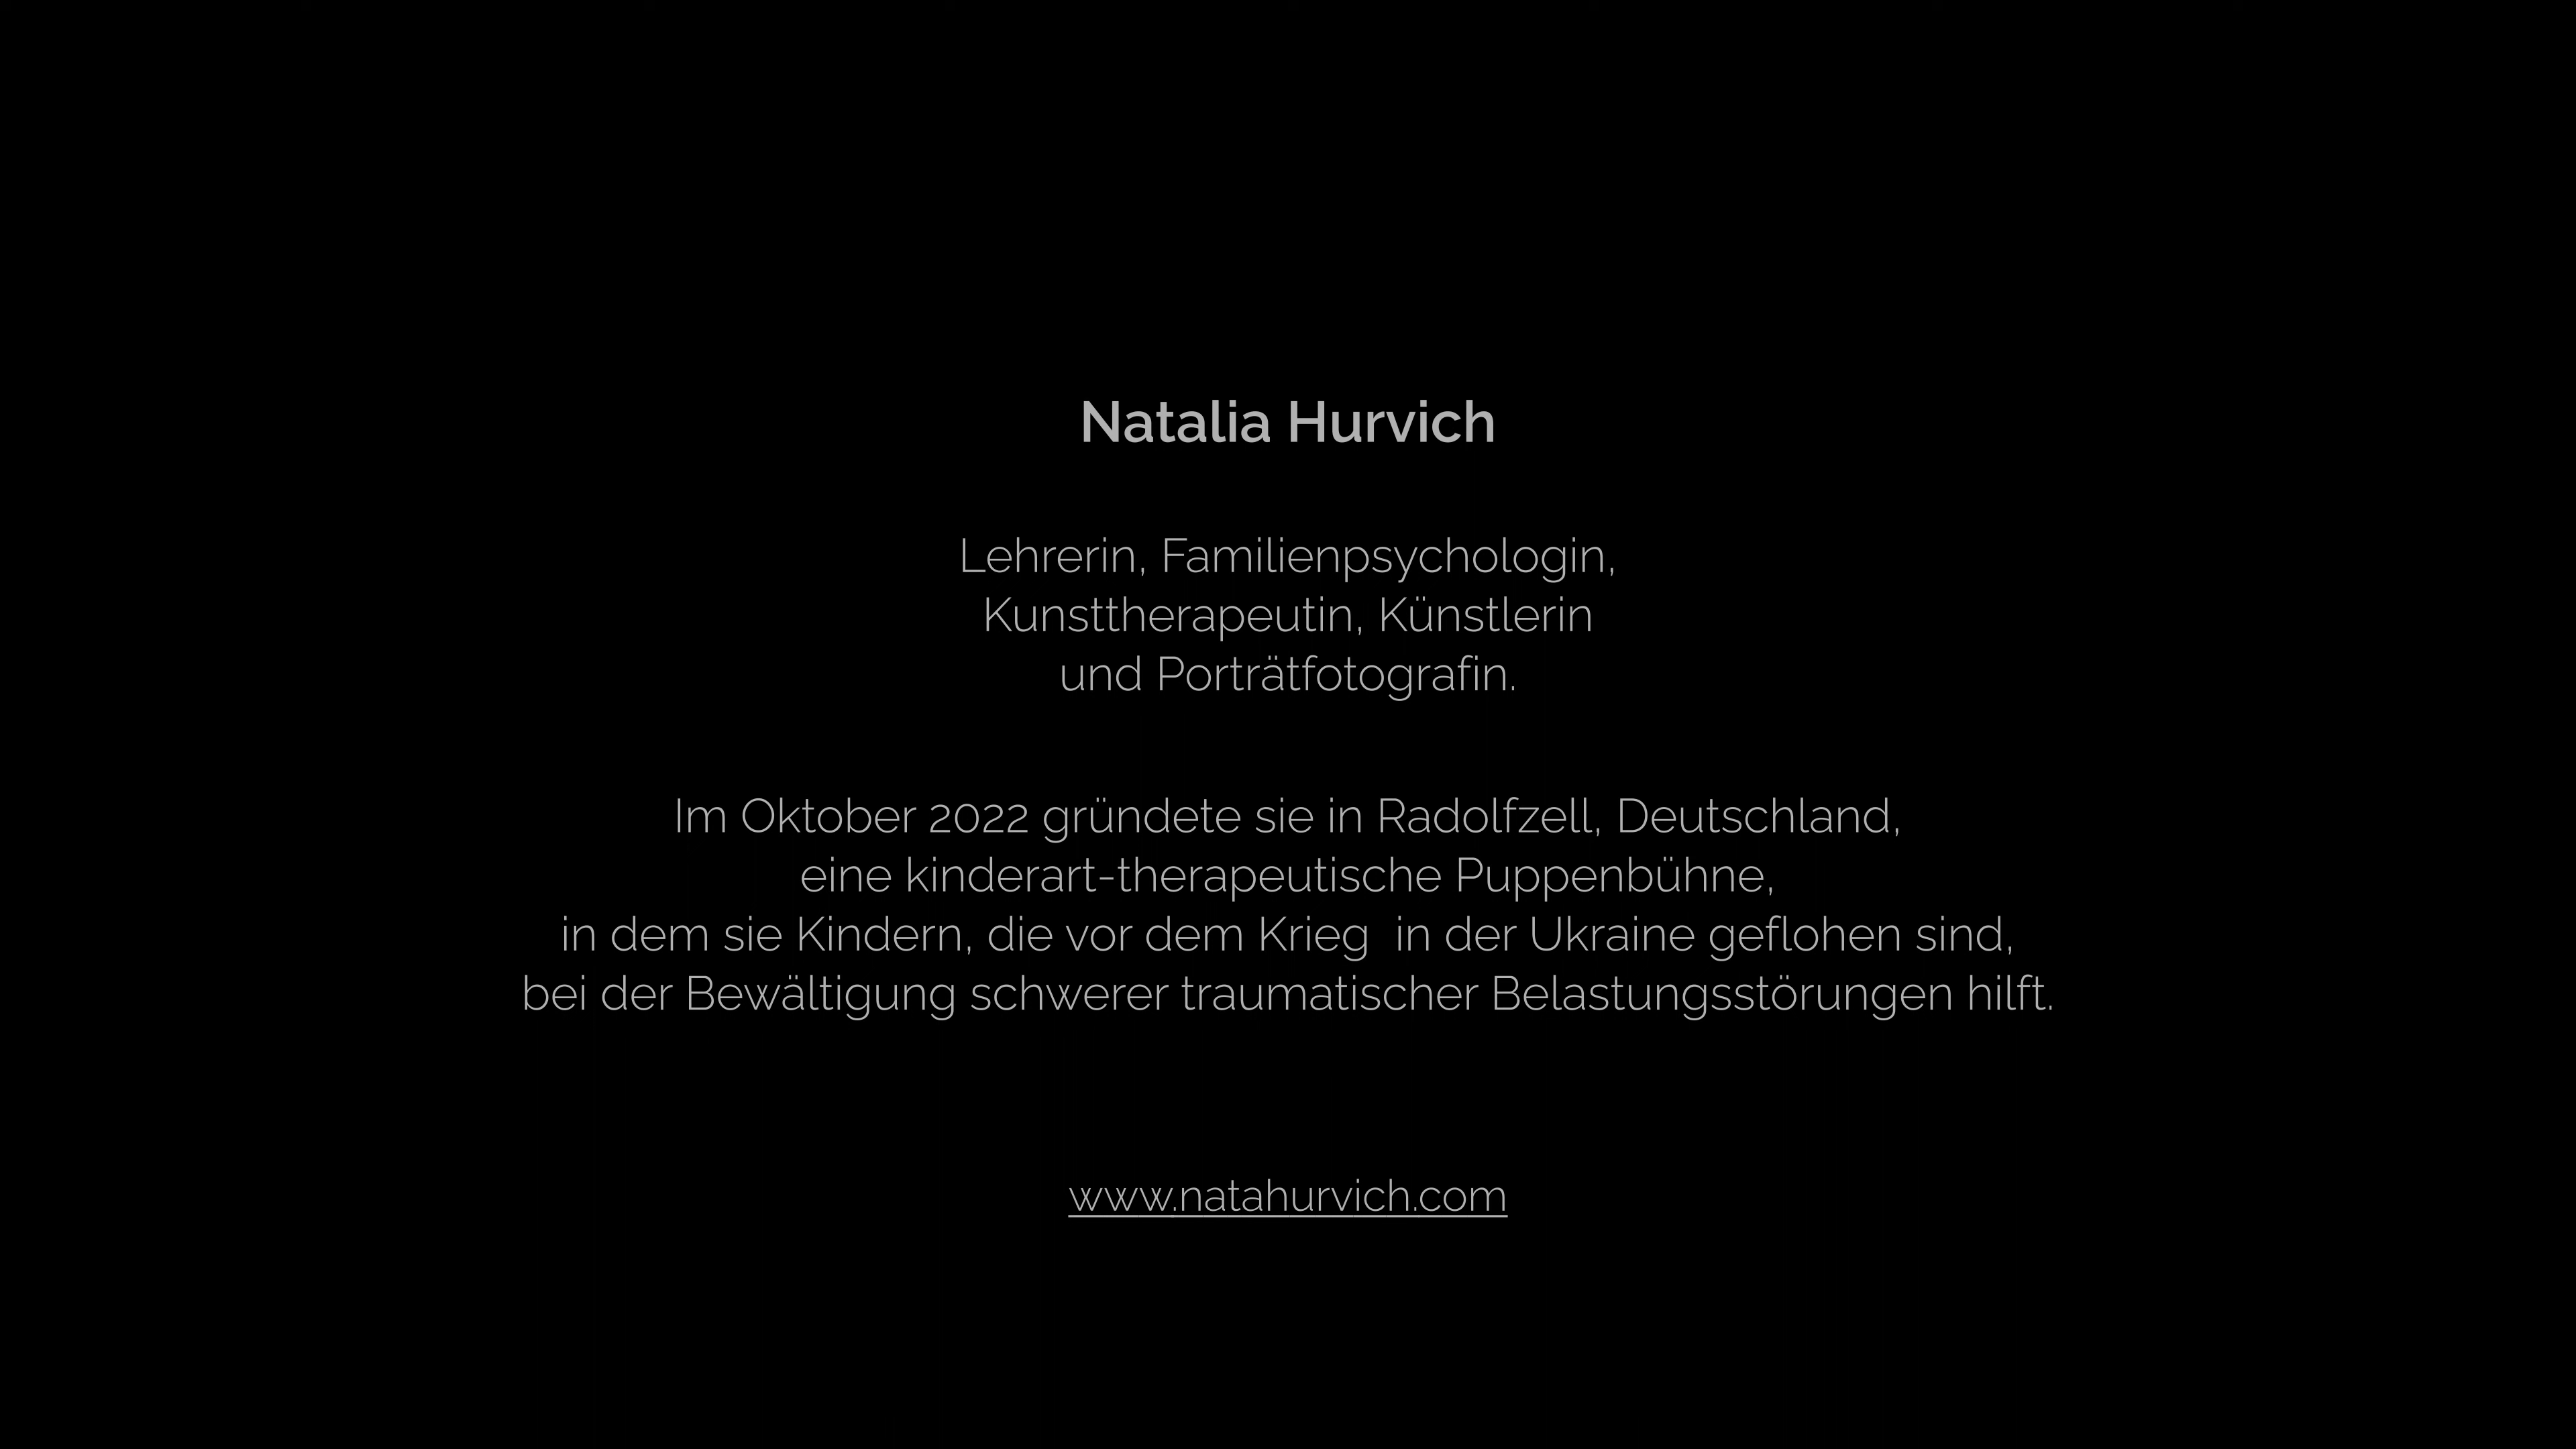 Natalia Hurvich
Lehrerin, Familienpsychologin,
Kunsttherapeutin, Künstlerin
und Porträtfotografin.
Im Oktober 2022 gründete sie in Radolfzell, Deutschland,
eine kinderart-therapeutische Puppenbühne,
in dem sie Kindern, die vor dem Krieg  in der Ukraine geflohen sind,
bei der Bewältigung schwerer traumatischer Belastungsstörungen hilft.
www.natahurvich.com